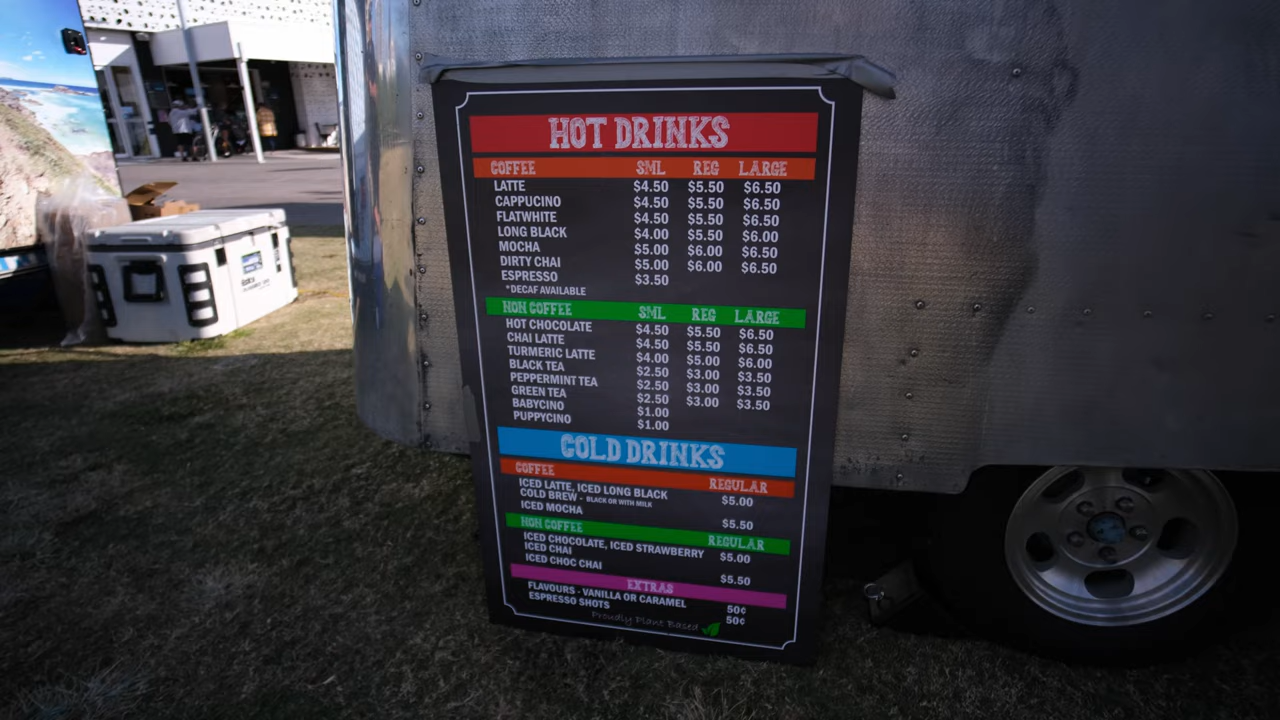 HOT DRINKS
COFFEE SML REG LARGE
LATTE $4.50 $5.50 $6.50
CAPPUCINO $4.50 $5.50 $6.50
FLATWHITE $4.50 $5.50 $6.50
LONG BLACK $4.00 $5.50 $6.00
MOCHA $5.00 $6.00 $6.50
DIRTY CHAI $5.00 $6.00 $6.50
ESPRESSO $3.50
*DECAF AVAILABLE
NON COFFEE SML REG LARGE
HOT CHOCOLATE $4.50 $5.50 $6.50
CHAI LATTE $4.50 $5.50 $6.50
TURMERIC LATTE $4.00 $5.00 $6.00
BLACK TEA $2.50 $3.00 $3.50
PEPPERMINT TEA $2.50 $3.00 $3.50
GREEN TEA $2.50 $3.00 $3.50
BABYCINO $1.00
PUPPYCINO $1.00
COLD DRINKS
COFFEE REGULAR
ICED LATTE, ICED LONG BLACK $5.00
COLD BREW - BLACK OR WITH MILK
ICED MOCHA $5.50
NON COFFEE REGULAR
ICED CHOCOLATE, ICED STRAWBERRY $5.00
ICED CHAI
ICED CHOC CHAI $5.50
EXTRAS
FLAVOURS - VANILLA OR CARAMEL 50¢
ESPRESSO SHOTS 50¢
Proudly Plant Based